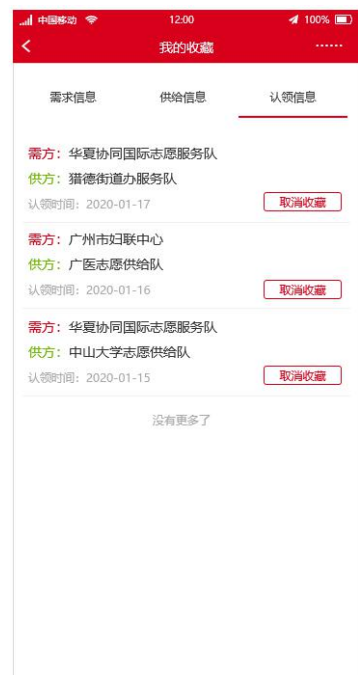 中国移动 12:00 100%
我的收藏
需求信息 供给信息 认领信息
需方：华夏协同国际志愿服务队
供方：猎德街道办服务队
认领时间：2020-01-17 取消收藏
需方：广州市妇联中心
供方：广医志愿供给队
认领时间：2020-01-16 取消收藏
需方：华夏协同国际志愿服务队
供方：中山大学志愿供给队
认领时间：2020-01-15 取消收藏
没有更多了